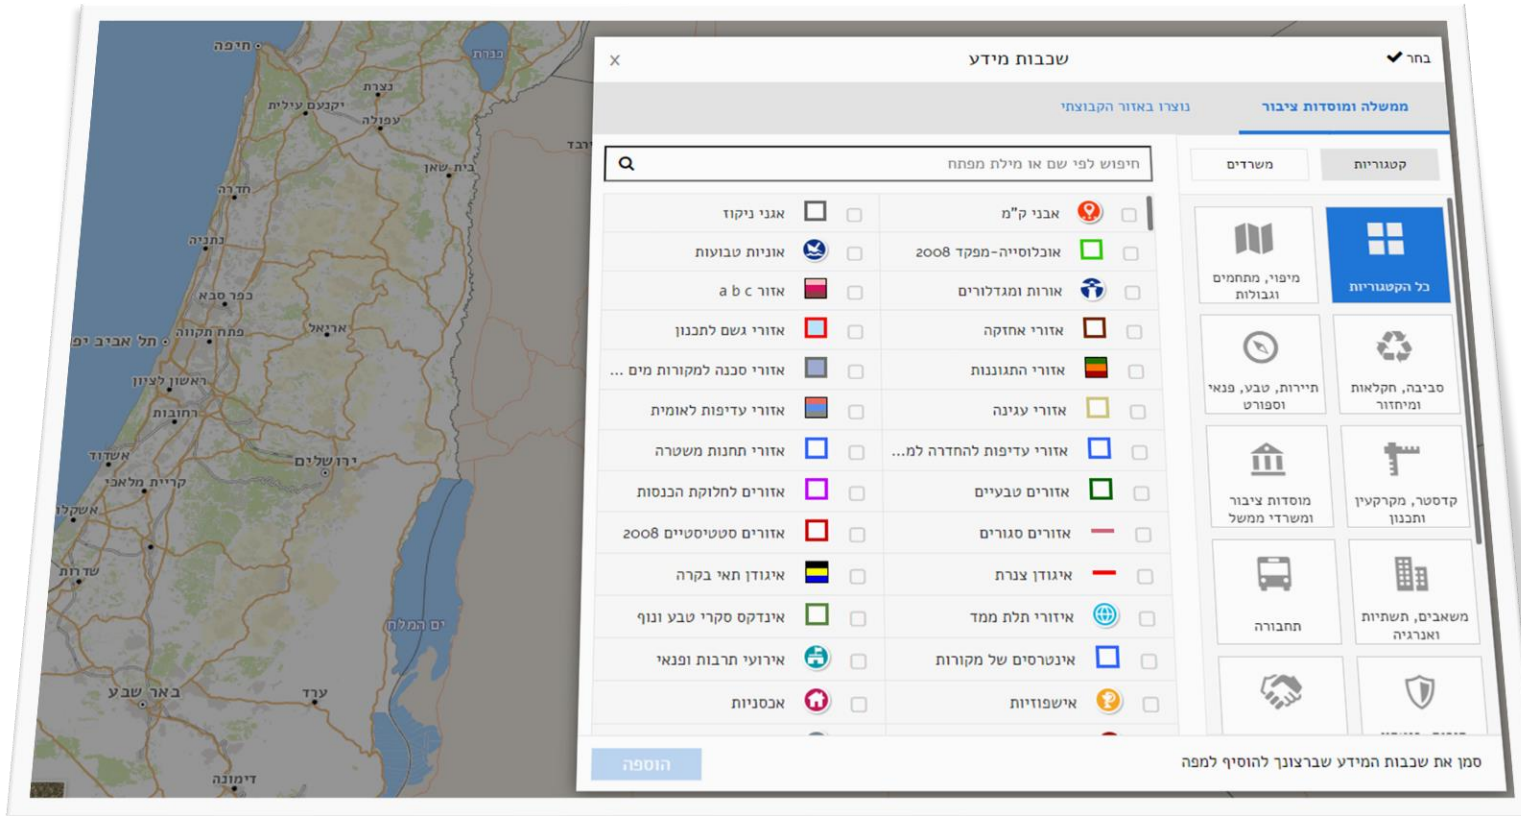 בחר
שכבות מידע
x
ממשלה ומוסדות ציבור
נוצרו באזור הקבוצתי
קטגוריות
משרדים
חיפוש לפי שם או מילת מפתח
כל הקטגוריות
מיפוי, מתחמים
וגבולות
סביבה, חקלאות
ומיחזור
תיירות, טבע, פנאי
וספורט
קדסטר, מקרקעין
ותכנון
מוסדות ציבור
ומשרדי ממשל
משאבים, תשתיות
ואנרגיה
תחבורה
אבני ק"מ
אגני ניקוז
אוכלוסייה-מפקד 2008
אוניות טבועות
אורות ומגדלורים
אזור a b c
אזורי אחזקה
אזורי גשם לתכנון
אזורי התגוננות
אזורי סכנה למקורות מים ...
אזורי עגינה
אזורי עדיפות לאומית
אזורי עדיפות להחדרה למ...
אזורי תחנות משטרה
אזורים טבעיים
אזורים לחלוקת הכנסות
אזורים סגורים
אזורים סטטיסטיים 2008
איגודן צנרת
איגודן תאי בקרה
איזורי תלת ממד
אינדקס סקרי טבע ונוף
אינטרסים של מקורות
אירועי תרבות ופנאי
אישפוזיות
אכסניות
סמן את שכבות המידע שברצונך להוסיף למפה
הוספה
חיפה
כנרת
נצרת
יקנעם עילית
עפולה
בית שאן
חדרה
נתניה
כפר סבא
אריאל
פתח תקווה
תל אביב יפ
ראשון לציון
רחובות
אשדוד
ירושלים
קריית מלאכי
אשקלו
שדרות
ים המלח
באר שבע
ערד
דימונה